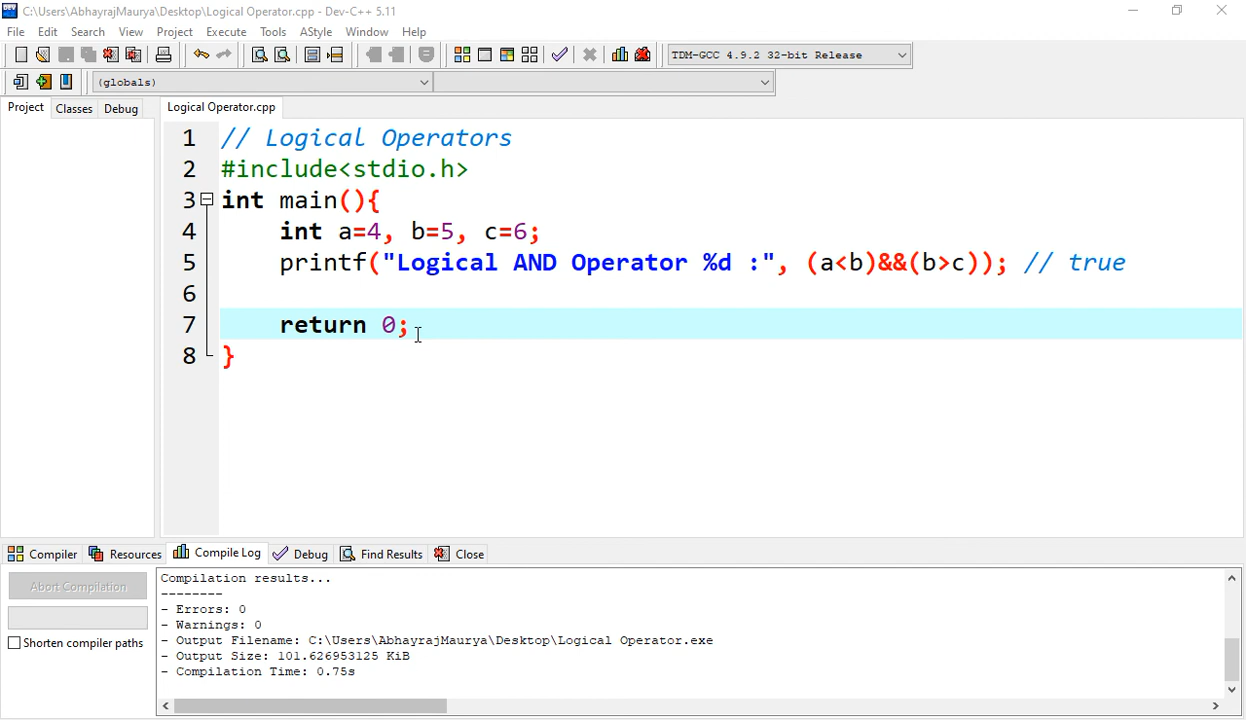 C:\Users\AbhayrajMaurya\Desktop\Logical Operator.cpp - Dev-C++ 5.11
File Edit Search View Project Execute Tools AStyle Window Help
TDM-GCC 4.9.2 32-bit Release
(globals)
Project Classes Debug Logical Operator.cpp
1 // Logical Operators
2 #include<stdio.h>
3 int main(){
4 int a=4, b=5, c=6;
5 printf("Logical AND Operator %d :", (a<b)&&(b>c)); // true
6
7 return 0;
8 }
Compiler Resources Compile Log Debug Find Results Close
Abort Compilation
Shorten compiler paths
Compilation results...
--------
- Errors: 0
- Warnings: 0
- Output Filename: C:\Users\AbhayrajMaurya\Desktop\Logical Operator.exe
- Output Size: 101.626953125 KiB
- Compilation Time: 0.75s